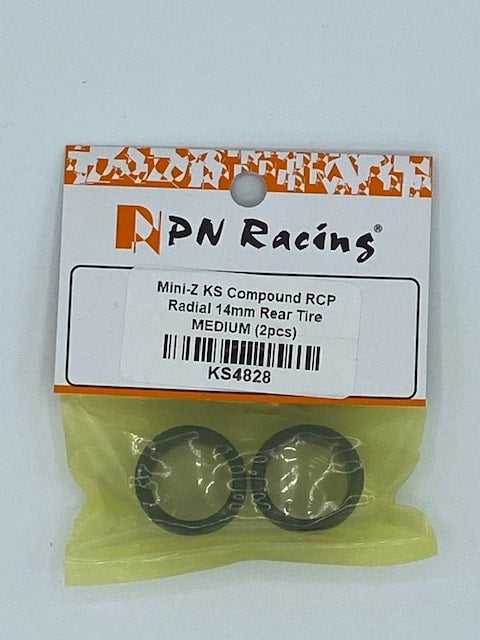 PN Racing®
Mini-Z KS Compound RCP
Radial 14mm Rear Tire
MEDIUM (2pcs)
KS4828